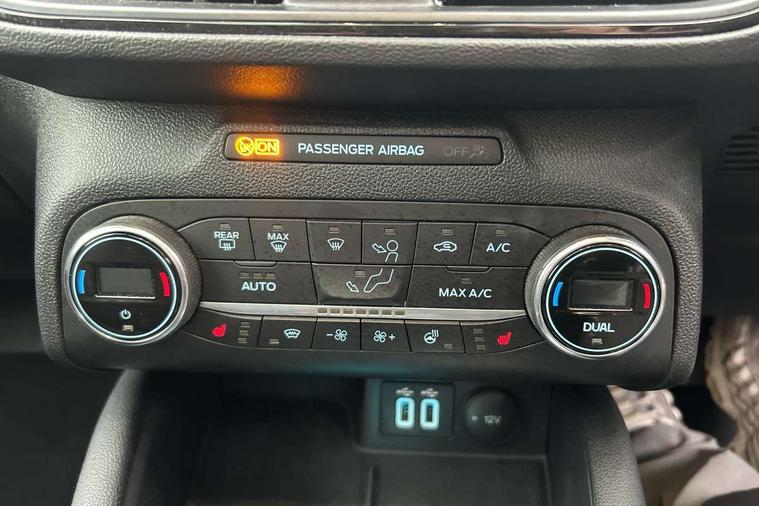 ON PASSENGER AIRBAG OFF
REAR MAX A/C
AUTO MAX A/C
DUAL
- +
12V